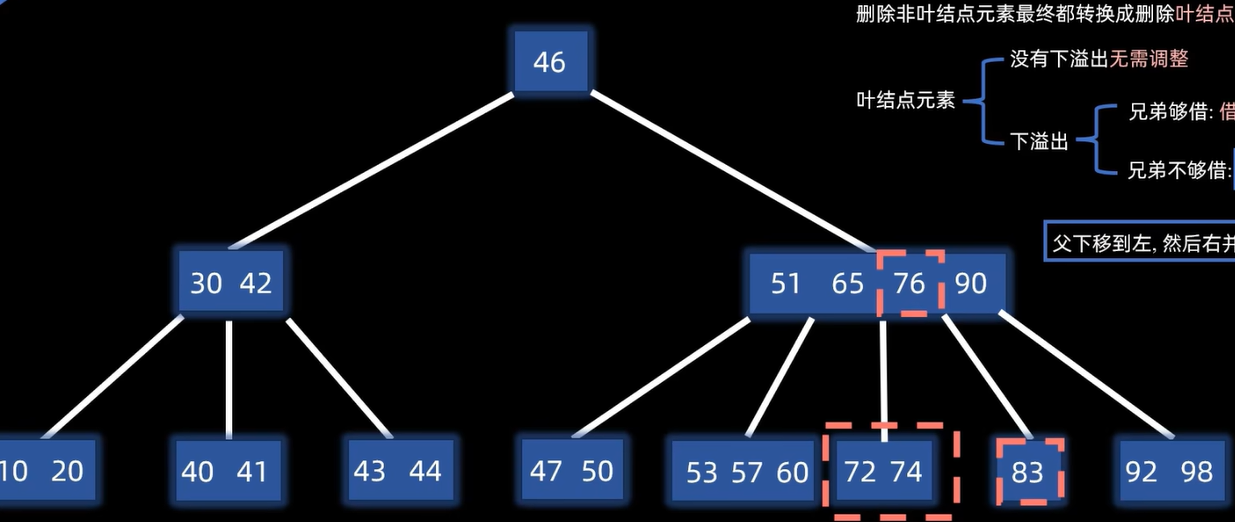 删除非叶结点元素最终都转换成删除叶结点
没有下溢出无需调整
叶结点元素
兄弟够借: 借
下溢出
兄弟不够借:
父下移到左, 然后右并
46
30 42
51 65 76 90
10 20
40 41
43 44
47 50
53 57 60
72 74
83
92 98